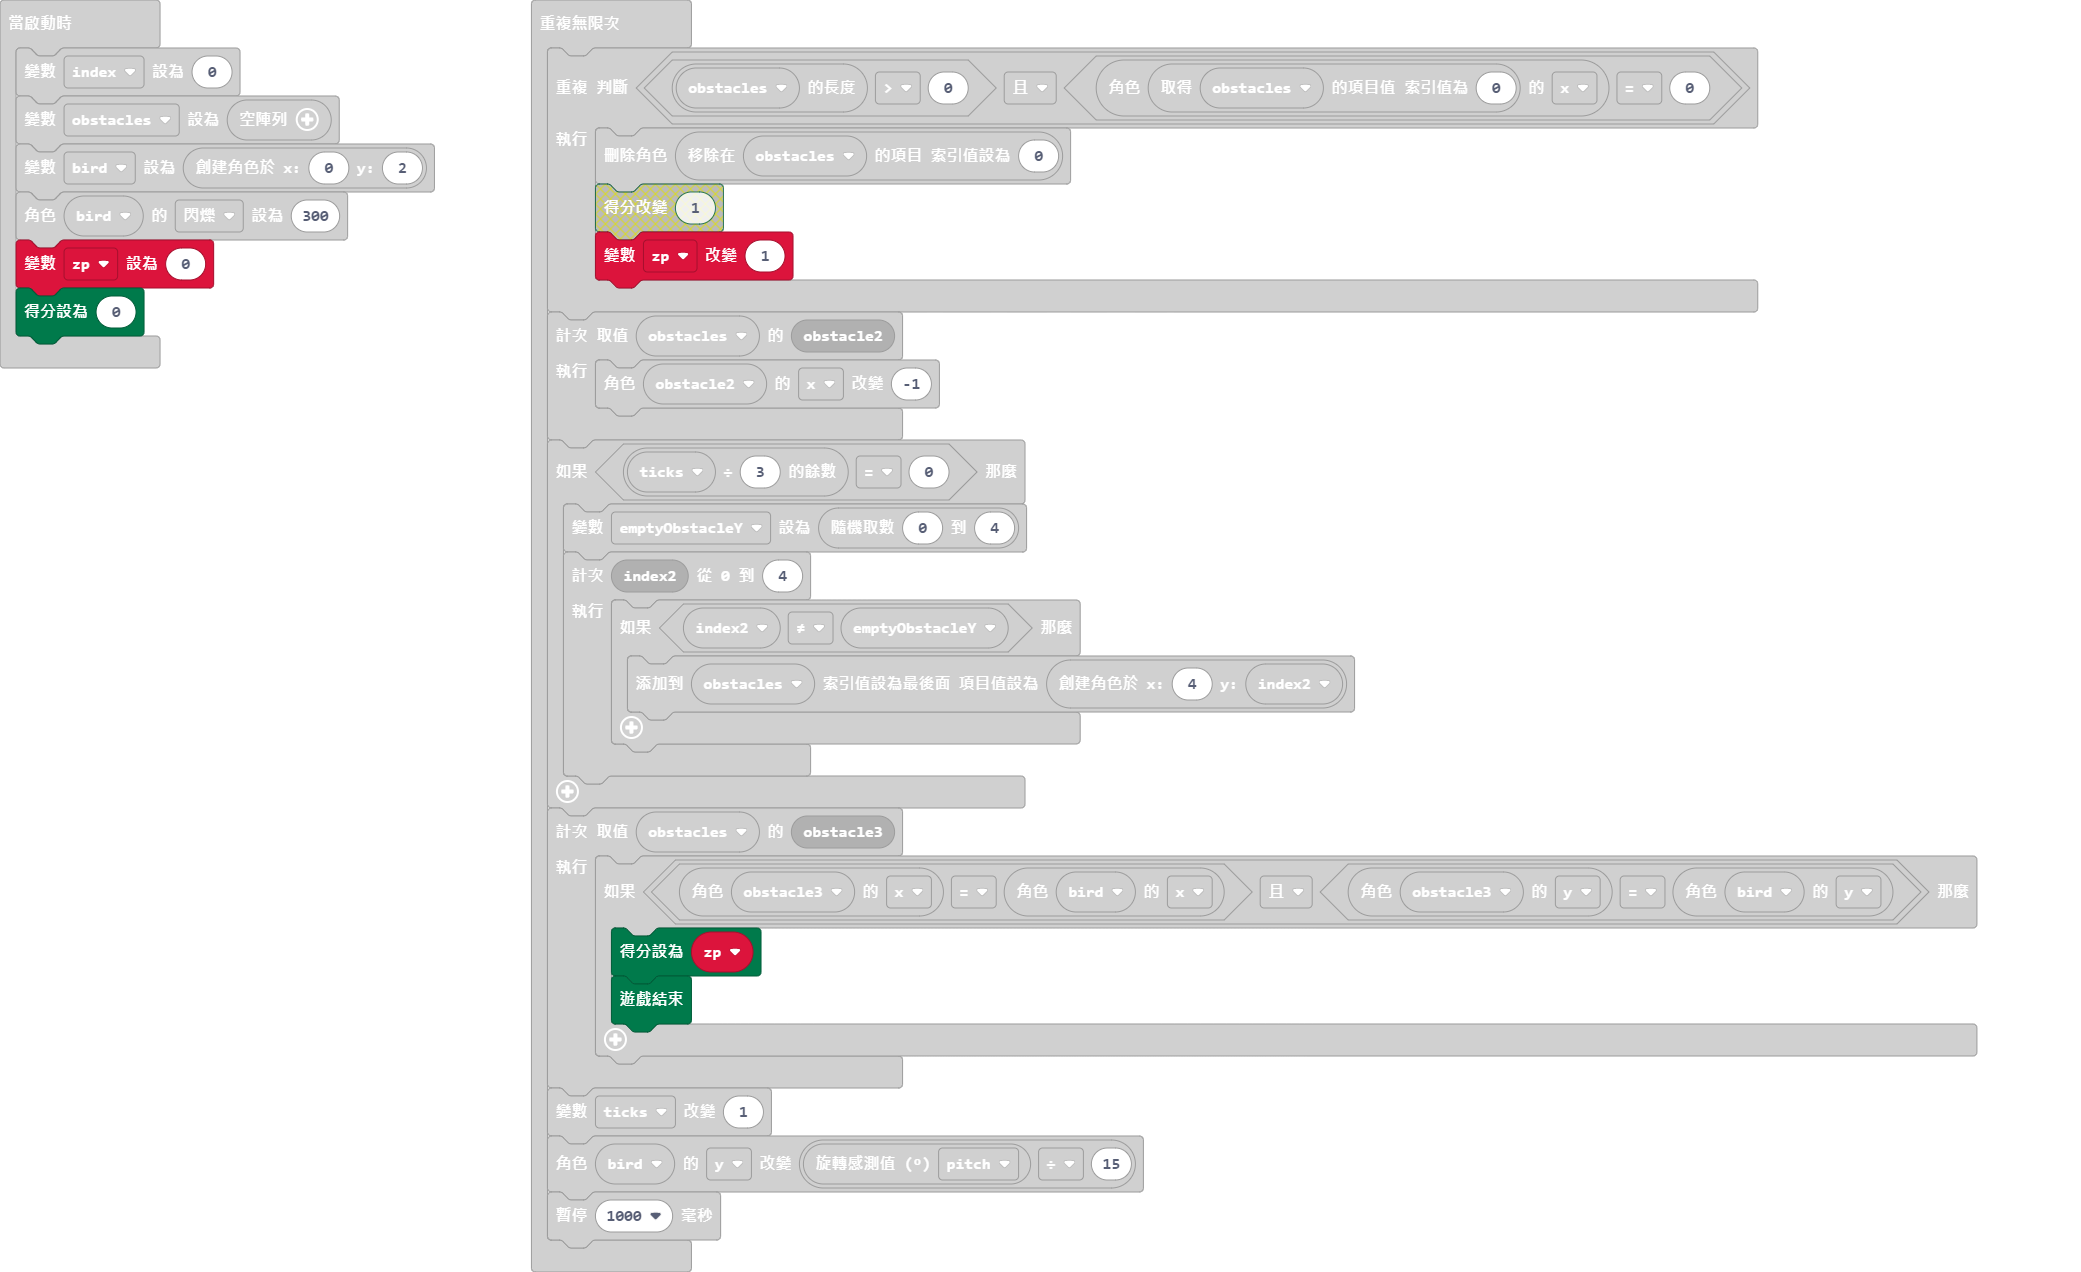 當啟動時
變數 index 設為 0
變數 obstacles 設為 空陣列
變數 bird 設為 創建角色於 x: 0 y: 2
角色 bird 的 閃爍 設為 300
變數 zp 設為 0
得分設為 0
重複無限次
重複 判斷 obstacles 的長度 > 0 且 角色 取得 obstacles 的項目值 索引值為 0 的 x = 0
執行
刪除角色 移除在 obstacles 的項目 索引值設為 0
得分改變 1
變數 zp 改變 1
計次 取值 obstacles 的 obstacle2
執行
角色 obstacle2 的 x 改變 -1
如果 ticks ÷ 3 的餘數 = 0 那麼
變數 emptyObstacleY 設為 隨機取數 0 到 4
計次 index2 從 0 到 4
執行
如果 index2 ≠ emptyObstacleY 那麼
添加到 obstacles 索引值設為最後面 項目值設為 創建角色於 x: 4 y: index2
計次 取值 obstacles 的 obstacle3
執行
如果 角色 obstacle3 的 x = 角色 bird 的 x 且 角色 obstacle3 的 y = 角色 bird 的 y 那麼
得分設為 zp
遊戲結束
變數 ticks 改變 1
角色 bird 的 y 改變 旋轉感測值 (º) pitch ÷ 15
暫停 1000 毫秒